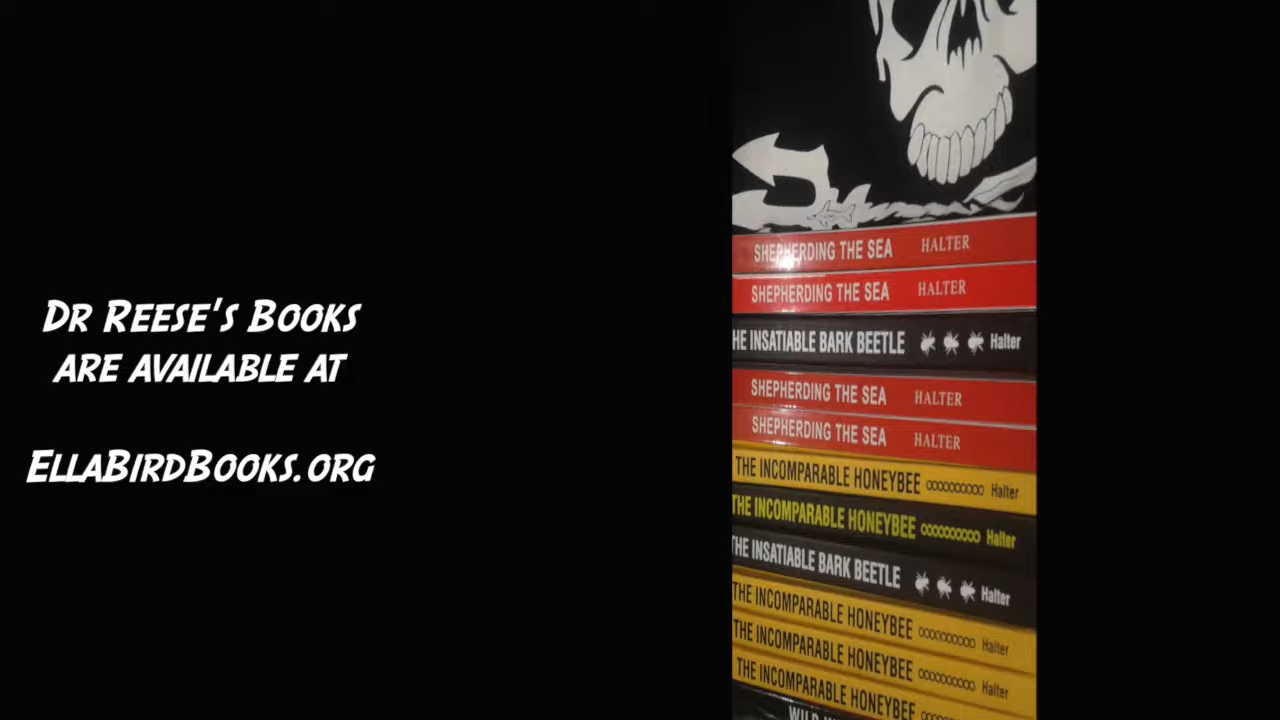 Dr Reese's Books
are available at
EllaBirdBooks.org
SHEPHERDING THE SEA HALTER
SHEPHERDING THE SEA HALTER
HE INSATIABLE BARK BEETLE Halter
SHEPHERDING THE SEA HALTER
SHEPHERDING THE SEA HALTER
THE INCOMPARABLE HONEYBEE Halter
THE INCOMPARABLE HONEYBEE Halter
THE INSATIABLE BARK BEETLE Halter
THE INCOMPARABLE HONEYBEE Halter
THE INCOMPARABLE HONEYBEE Halter
THE INCOMPARABLE HONEYBEE
WILD